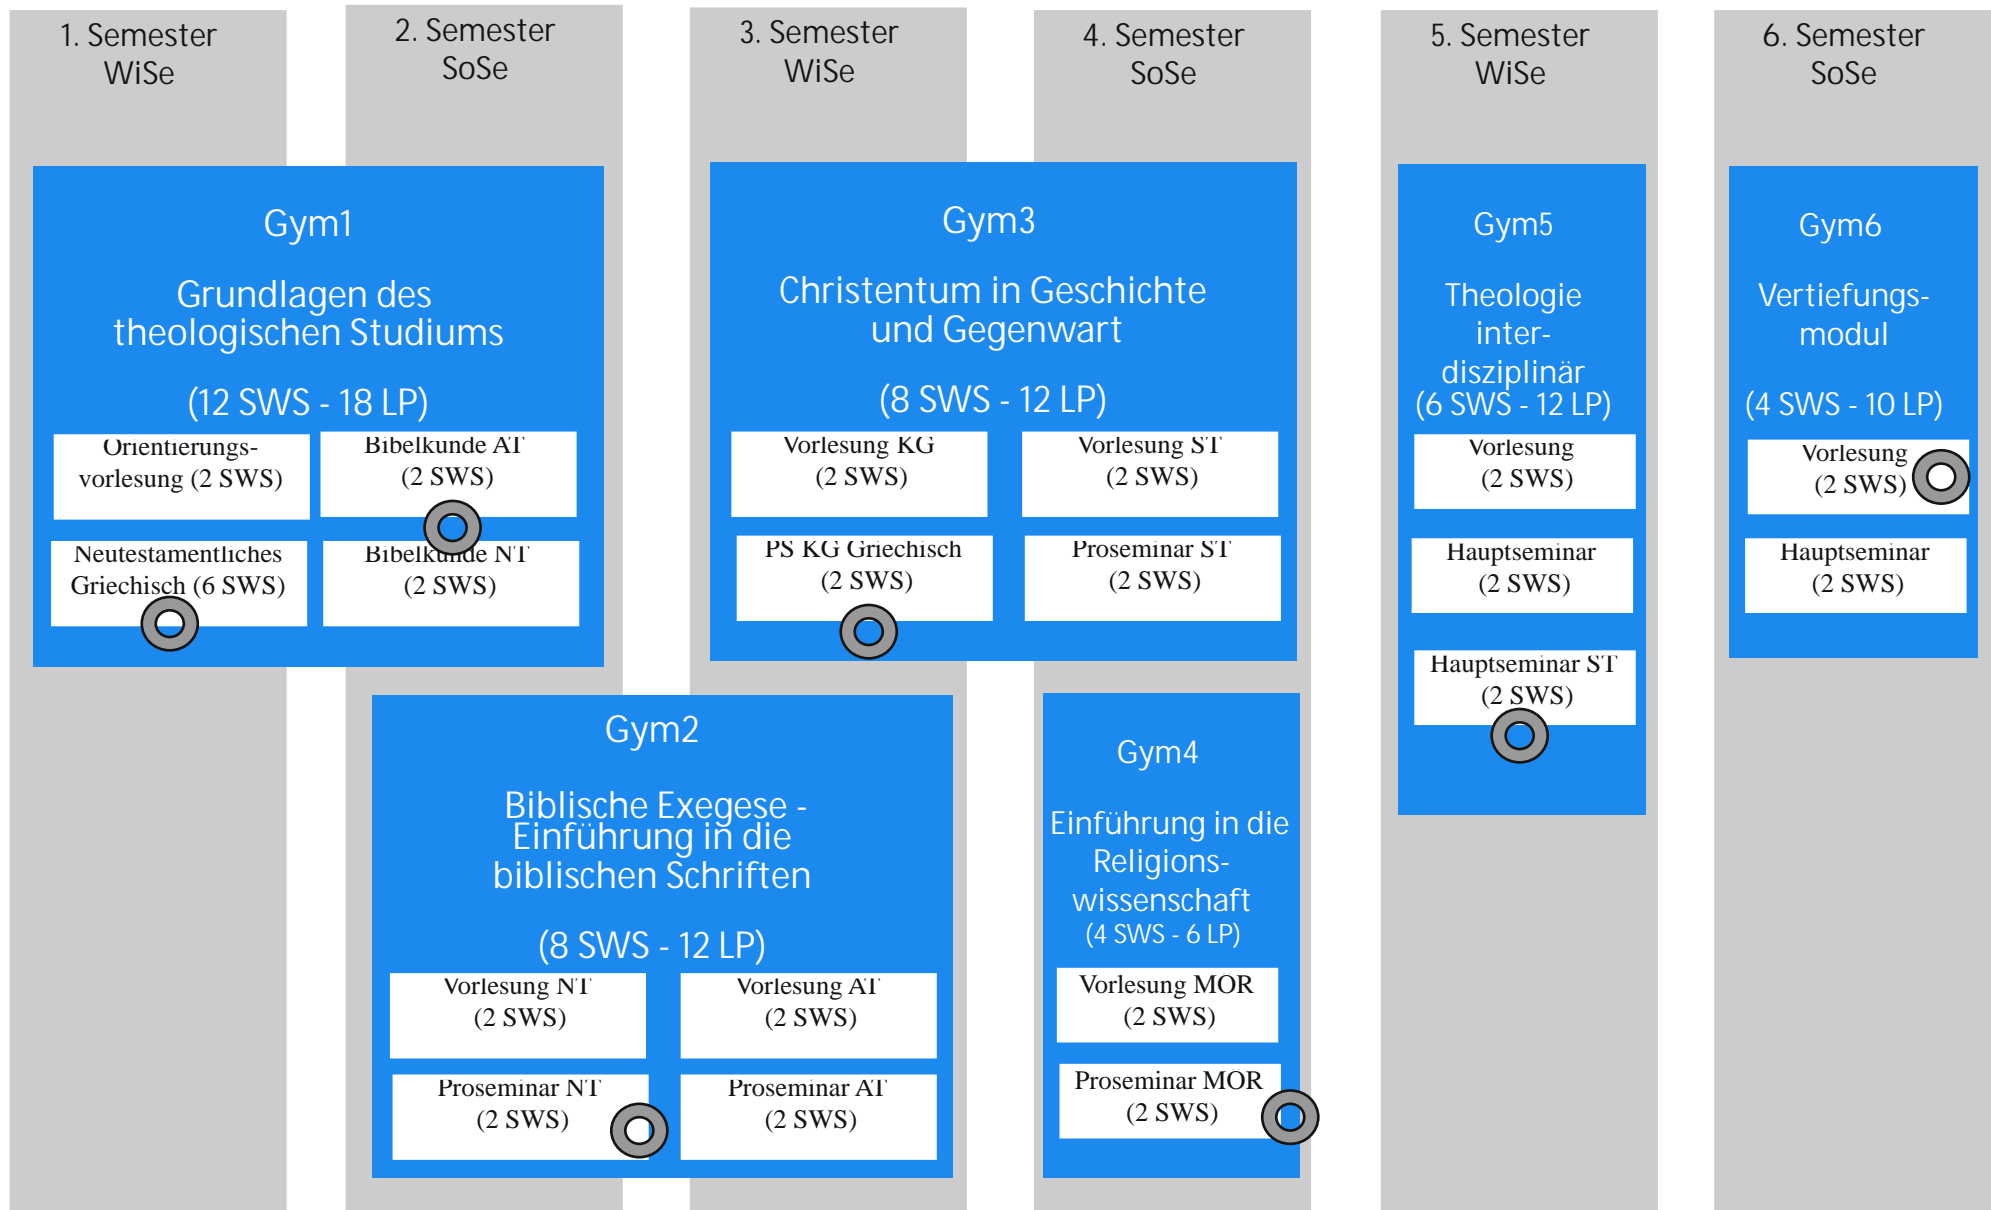 1. Semester
WiSe
2. Semester
SoSe
3. Semester
WiSe
4. Semester
SoSe
5. Semester
WiSe
6. Semester
SoSe
Gym1
Grundlagen des
theologischen Studiums
(12 SWS - 18 LP)
Orientierungs-
vorlesung (2 SWS)
Bibelkunde AT
(2 SWS)
Neutestamentliches
Griechisch (6 SWS)
Bibelkunde NT
(2 SWS)
Gym2
Biblische Exegese -
Einführung in die
biblischen Schriften
(8 SWS - 12 LP)
Vorlesung NT
(2 SWS)
Vorlesung AT
(2 SWS)
Proseminar NT
(2 SWS)
Proseminar AT
(2 SWS)
Gym3
Christentum in Geschichte
und Gegenwart
(8 SWS - 12 LP)
Vorlesung KG
(2 SWS)
Vorlesung ST
(2 SWS)
PS KG Griechisch
(2 SWS)
Proseminar ST
(2 SWS)
Gym4
Einführung in die
Religions-
wissenschaft
(4 SWS - 6 LP)
Vorlesung MÖR
(2 SWS)
Proseminar MÖR
(2 SWS)
Gym5
Theologie
inter-
disziplinär
(6 SWS - 12 LP)
Vorlesung
(2 SWS)
Hauptseminar
(2 SWS)
Hauptseminar ST
(2 SWS)
Gym6
Vertiefungs-
modul
(4 SWS - 10 LP)
Vorlesung
(2 SWS)
Hauptseminar
(2 SWS)